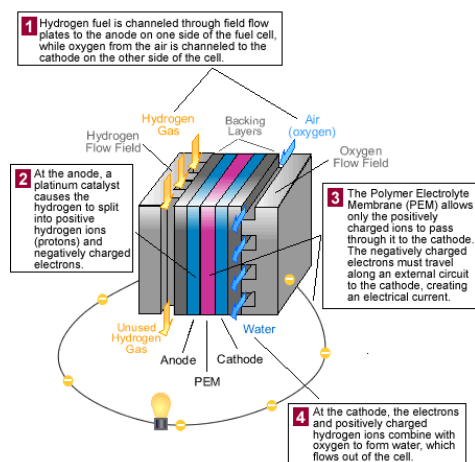 1 Hydrogen fuel is channeled through field flow
plates to the anode on one side of the fuel cell,
while oxygen from the air is channeled to the
cathode on the other side of the cell.
Hydrogen
Gas
Backing
Layers
Air
(oxygen)
Hydrogen
Flow Field
Oxygen
Flow Field
2 At the anode, a
platinum catalyst
causes the
hydrogen to split
into positive
hydrogen ions
(protons) and
negatively charged
electrons.
3 The Polymer Electrolyte
Membrane (PEM) allows
only the positively
charged ions to pass
through it to the cathode.
The negatively charged
electrons must travel
along an external circuit
to the cathode, creating
an electrical current.
Unused
Hydrogen
Gas
Water
Anode
Cathode
PEM
4 At the cathode, the electrons
and positively charged
hydrogen ions combine with
oxygen to form water, which
flows out of the cell.